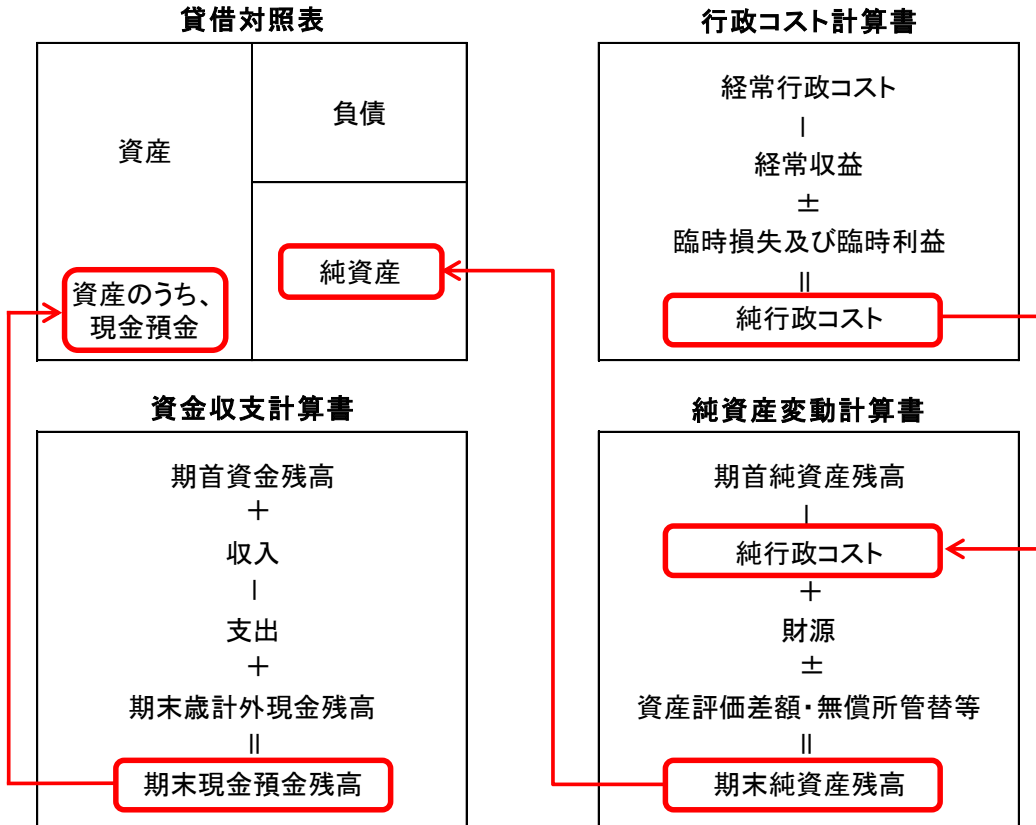 貸借対照表
資産
負債
純資産
資産のうち、
現金預金
行政コスト計算書
経常行政コスト
－
経常収益
±
臨時損失及び臨時利益
＝
純行政コスト
資金収支計算書
期首資金残高
＋
収入
－
支出
＋
期末歳計外現金残高
＝
期末現金預金残高
純資産変動計算書
期首純資産残高
－
純行政コスト
＋
財源
±
資産評価差額・無償所管替等
＝
期末純資産残高